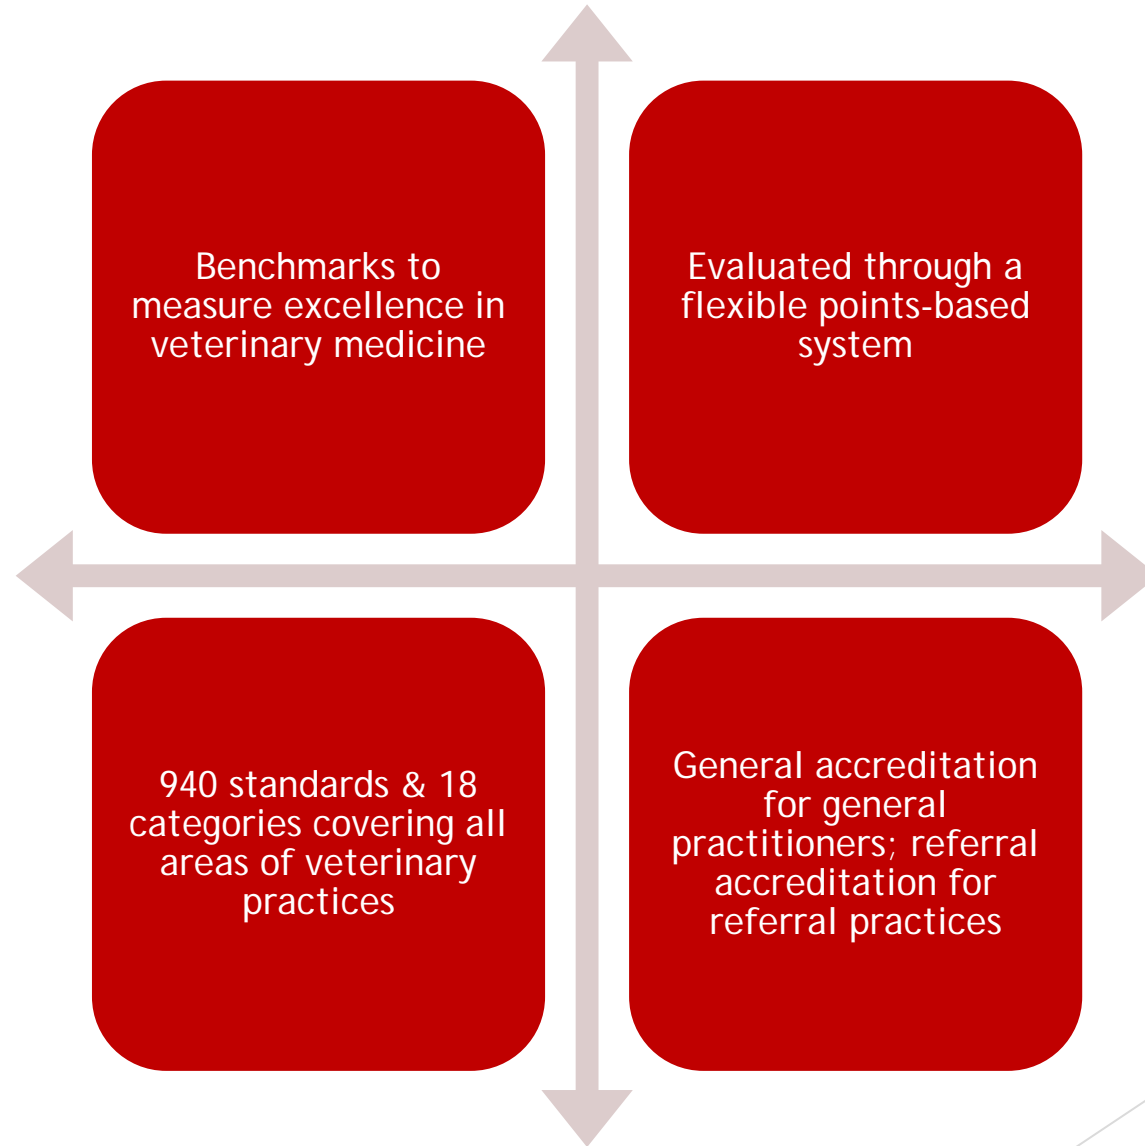 Benchmarks to
measure excellence in
veterinary medicine
Evaluated through a
flexible points-based
system
940 standards & 18
categories covering all
areas of veterinary
practices
General accreditation
for general
practitioners; referral
accreditation for
referral practices